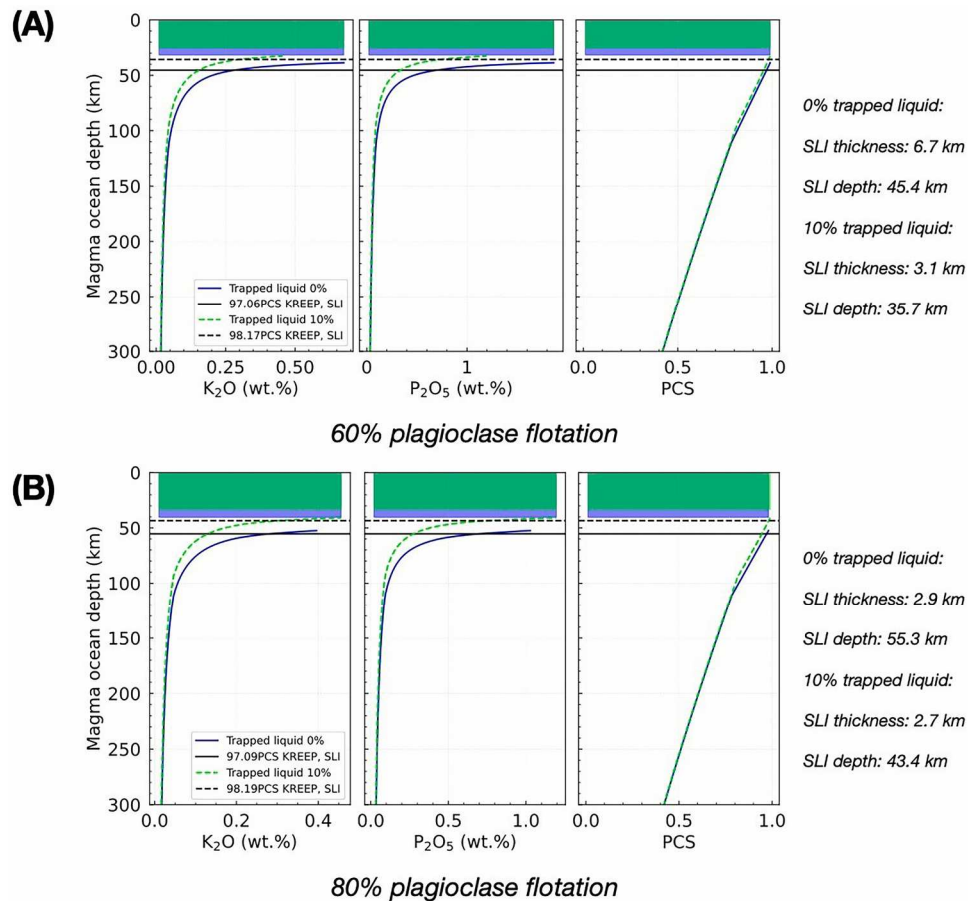 (A)
0
50
100
150
200
250
300
Magma ocean depth (km)
Trapped liquid 0%
97.06PCS KREEP, SLI
Trapped liquid 10%
98.17PCS KREEP, SLI
0.00 0.25 0.50
K2O (wt.%)
0 1
P2O5 (wt.%)
0.0 0.5 1.0
PCS
0% trapped liquid:
SLI thickness: 6.7 km
SLI depth: 45.4 km
10% trapped liquid:
SLI thickness: 3.1 km
SLI depth: 35.7 km
60% plagioclase flotation
(B)
0
50
100
150
200
250
300
Magma ocean depth (km)
Trapped liquid 0%
97.09PCS KREEP, SLI
Trapped liquid 10%
98.19PCS KREEP, SLI
0.0 0.2 0.4
K2O (wt.%)
0.0 0.5 1.0
P2O5 (wt.%)
0.0 0.5 1.0
PCS
0% trapped liquid:
SLI thickness: 2.9 km
SLI depth: 55.3 km
10% trapped liquid:
SLI thickness: 2.7 km
SLI depth: 43.4 km
80% plagioclase flotation